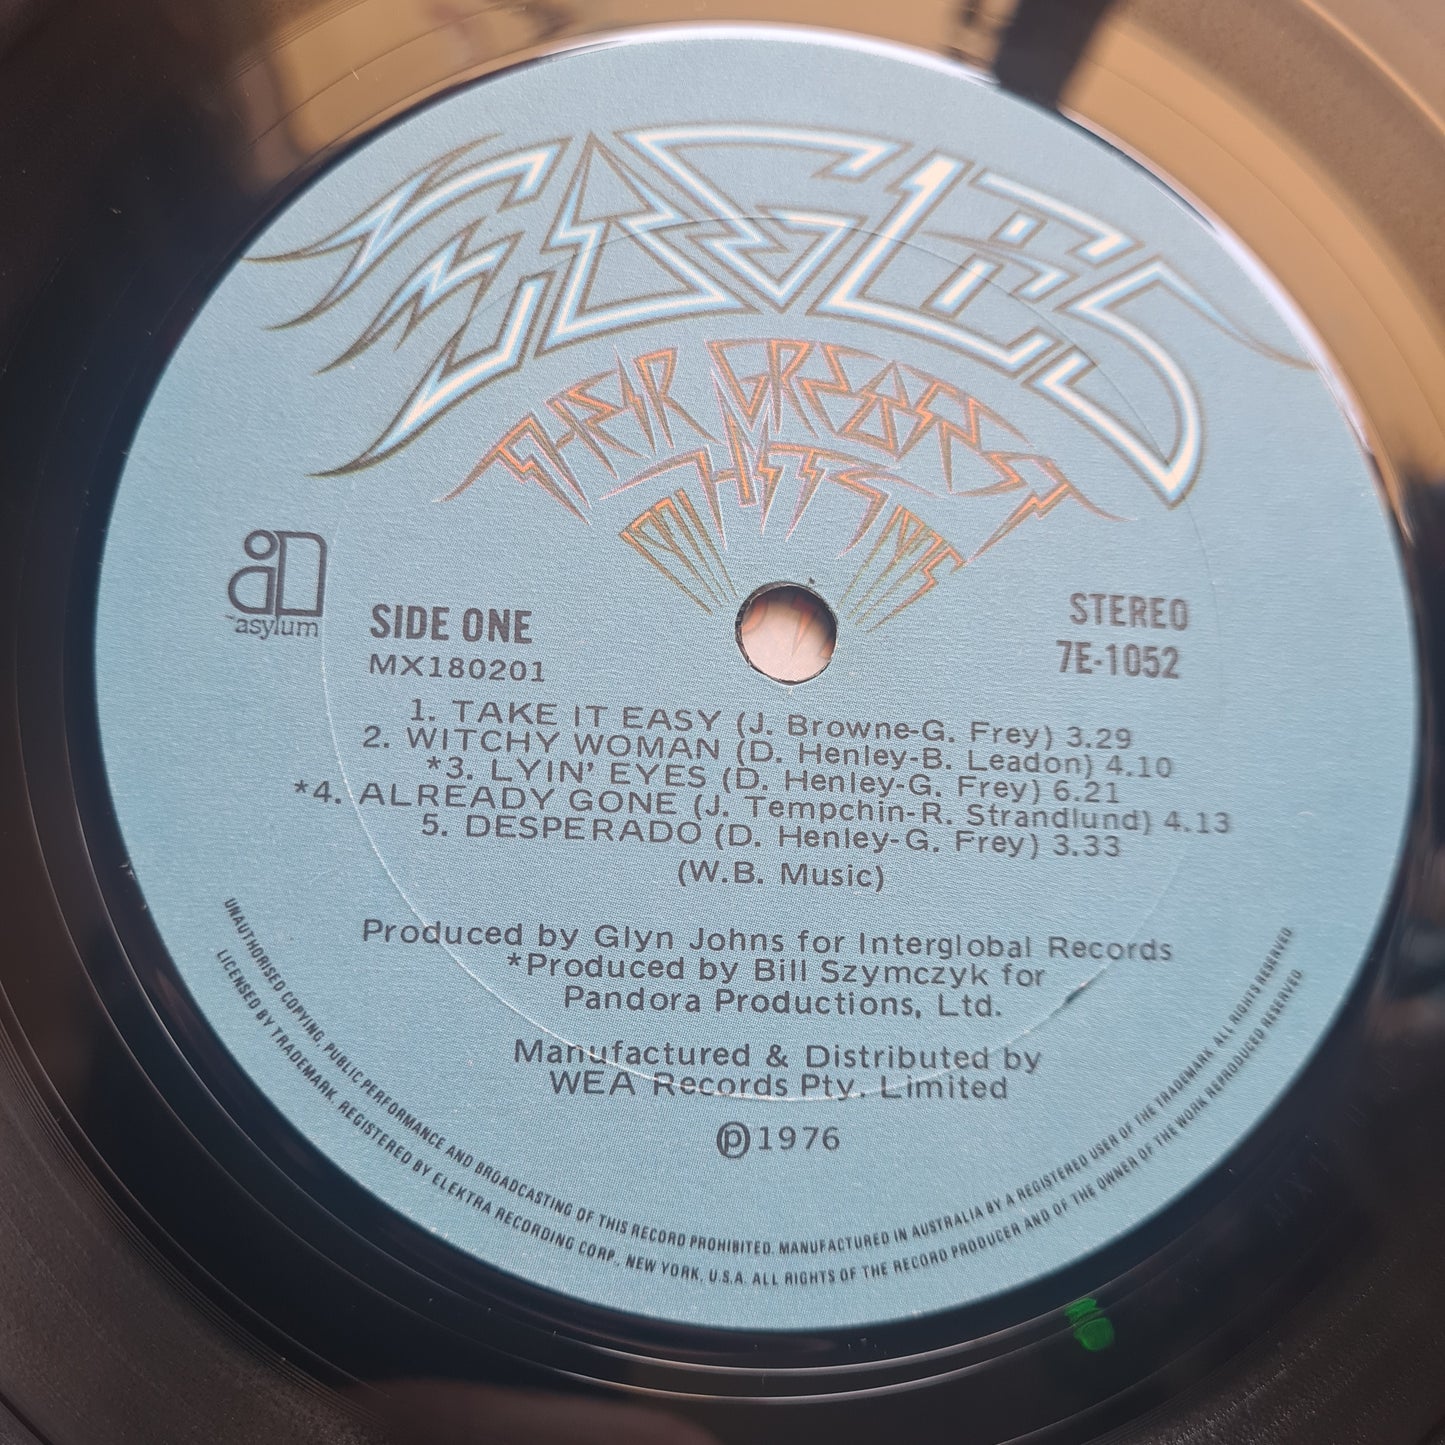 EAGLES
THEIR GREATEST
HITS
1971 1975
asylum
SIDE ONE
MX180201
STEREO
7E-1052
1. TAKE IT EASY (J. Browne-G. Frey) 3.29
2. WITCHY WOMAN (D. Henley-B. Leadon) 4.10
*3. LYIN' EYES (D. Henley-G. Frey) 6.21
*4. ALREADY GONE (J. Tempchin-R. Strandlund) 4.13
5. DESPERADO (D. Henley-G. Frey) 3.33
(W.B. Music)
Produced by Glyn Johns for Interglobal Records
*Produced by Bill Szymczyk for
Pandora Productions, Ltd.
Manufactured & Distributed by
WEA Records Pty. Limited
℗1976
UNAUTHORISED COPYING, PUBLIC PERFORMANCE AND BROADCASTING OF THIS RECORD PROHIBITED. MANUFACTURED IN AUSTRALIA BY A REGISTERED USER OF THE TRADEMARK. ALL RIGHTS RESERVED
LICENSED BY TRADEMARK. REGISTERED BY ELEKTRA RECORDING CORP., NEW YORK, U.S.A. ALL RIGHTS OF THE RECORD PRODUCER AND OF THE OWNER OF THE WORK REPRODUCED RESERVED